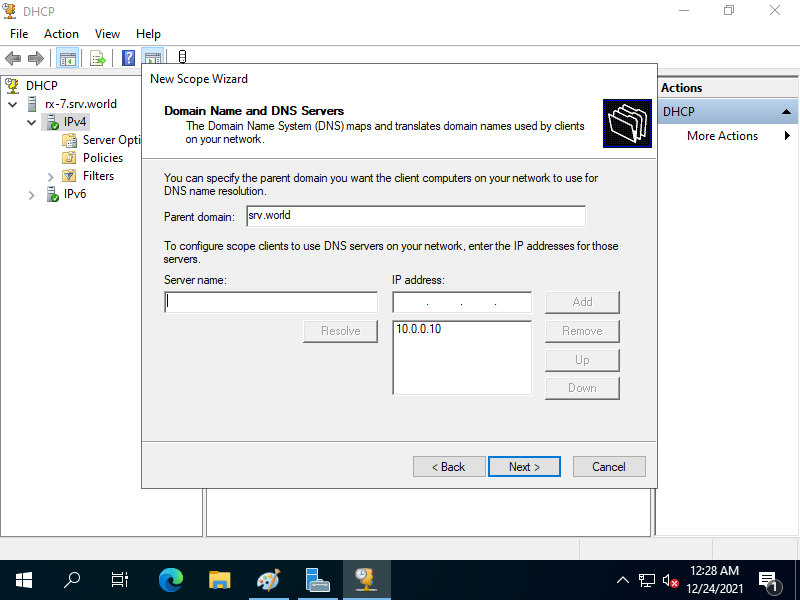 DHCP
File Action View Help
DHCP
rx-7.srv.world
IPv4
Server Opti
Policies
Filters
IPv6
New Scope Wizard
Domain Name and DNS Servers
The Domain Name System (DNS) maps and translates domain names used by clients
on your network.
You can specify the parent domain you want the client computers on your network to use for
DNS name resolution.
Parent domain: srv.world
To configure scope clients to use DNS servers on your network, enter the IP addresses for those
servers.
Server name: IP address:
. . . Add
Resolve 10.0.0.10 Remove
Up
Down
< Back Next > Cancel
Actions
DHCP
More Actions
12:28 AM
12/24/2021
1